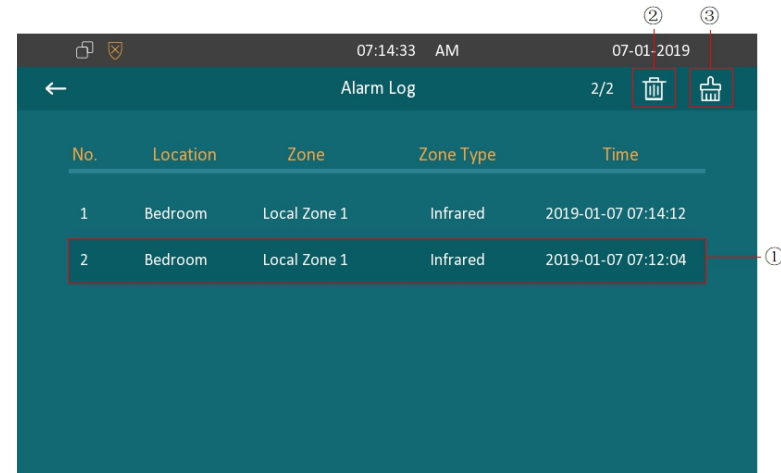 ② ③
07:14:33 AM 07-01-2019
Alarm Log 2/2
No. Location Zone Zone Type Time
1 Bedroom Local Zone 1 Infrared 2019-01-07 07:14:12
2 Bedroom Local Zone 1 Infrared 2019-01-07 07:12:04 ①